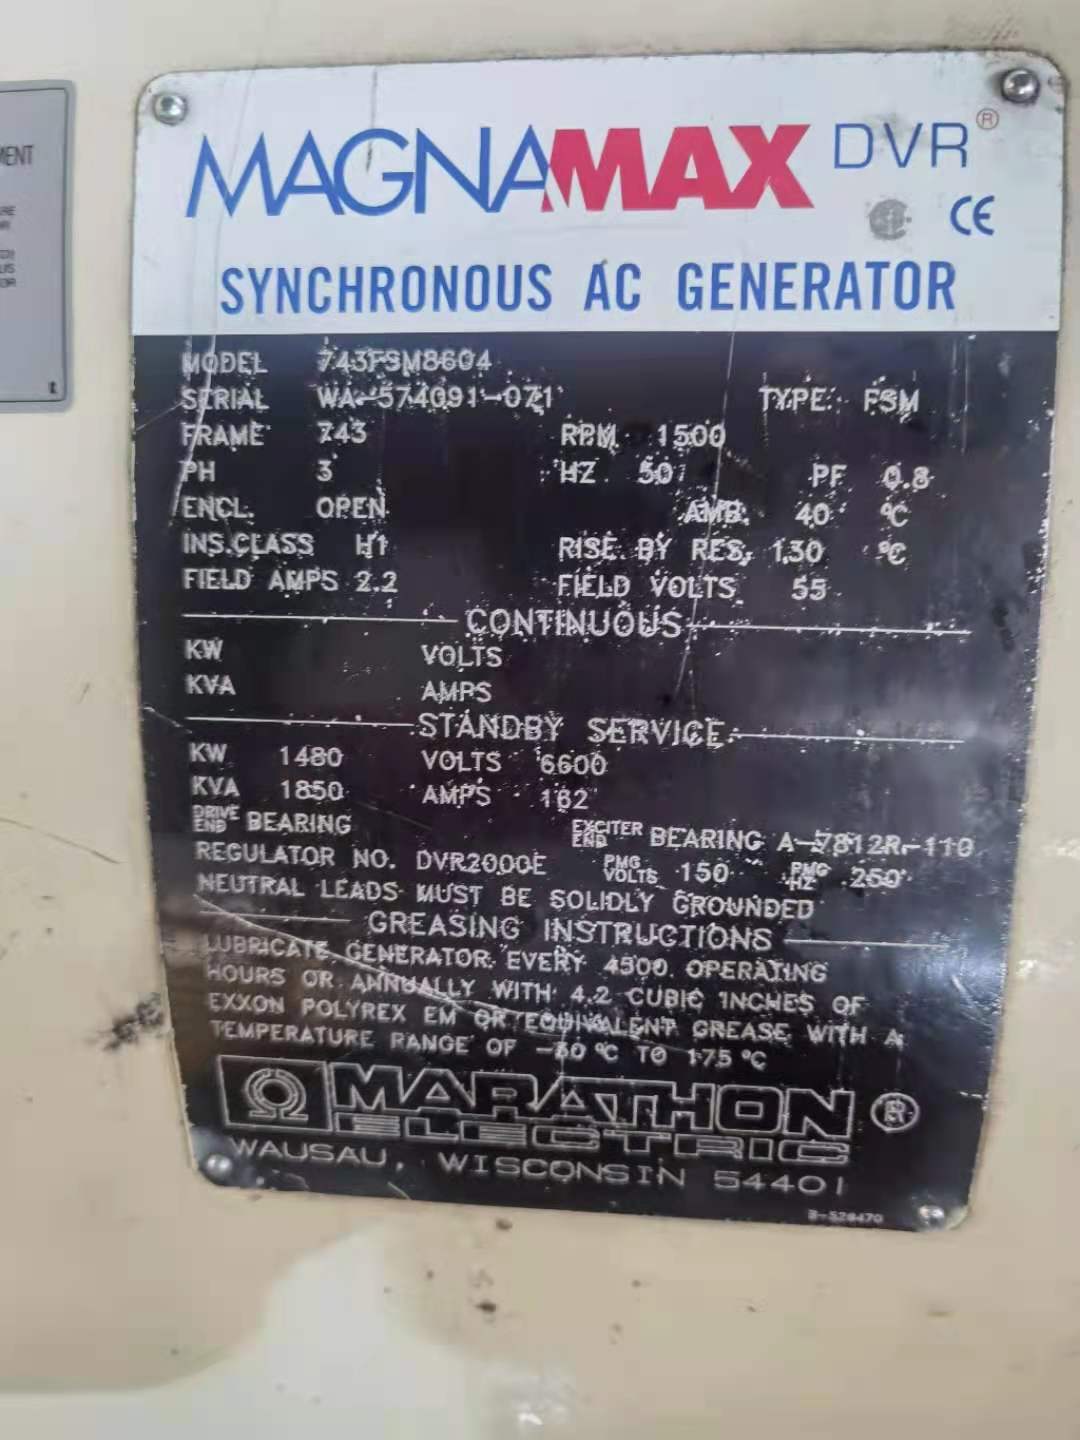 MENT
MAGNAMAX DVR®
CE
SYNCHRONOUS AC GENERATOR
MODEL 743FSM8604
SERIAL WA-574091-071 TYPE: FSM
FRAME 743 RPM 1500
PH 3 HZ 50 PF 0.8
ENCL. OPEN AMB. 40 °C
INS.CLASS H1 RISE BY RES. 130 °C
FIELD AMPS 2.2 FIELD VOLTS 55
CONTINUOUS
KW VOLTS
KVA AMPS
STANDBY SERVICE
KW 1480 VOLTS 6600
KVA 1850 AMPS 162
DRIVE END BEARING EXCITER END BEARING A-7812R-110
REGULATOR NO. DVR2000E PMG VOLTS 150 PMG HZ 250
NEUTRAL LEADS MUST BE SOLIDLY GROUNDED
GREASING INSTRUCTIONS
LUBRICATE GENERATOR EVERY 4500 OPERATING
HOURS OR ANNUALLY WITH 4.2 CUBIC INCHES OF
EXXON POLYREX EM OR EQUIVALENT GREASE WITH A
TEMPERATURE RANGE OF -30 °C TO 175 °C
MARATHON
ELECTRIC
WAUSAU, WISCONSIN 54401
B-528470